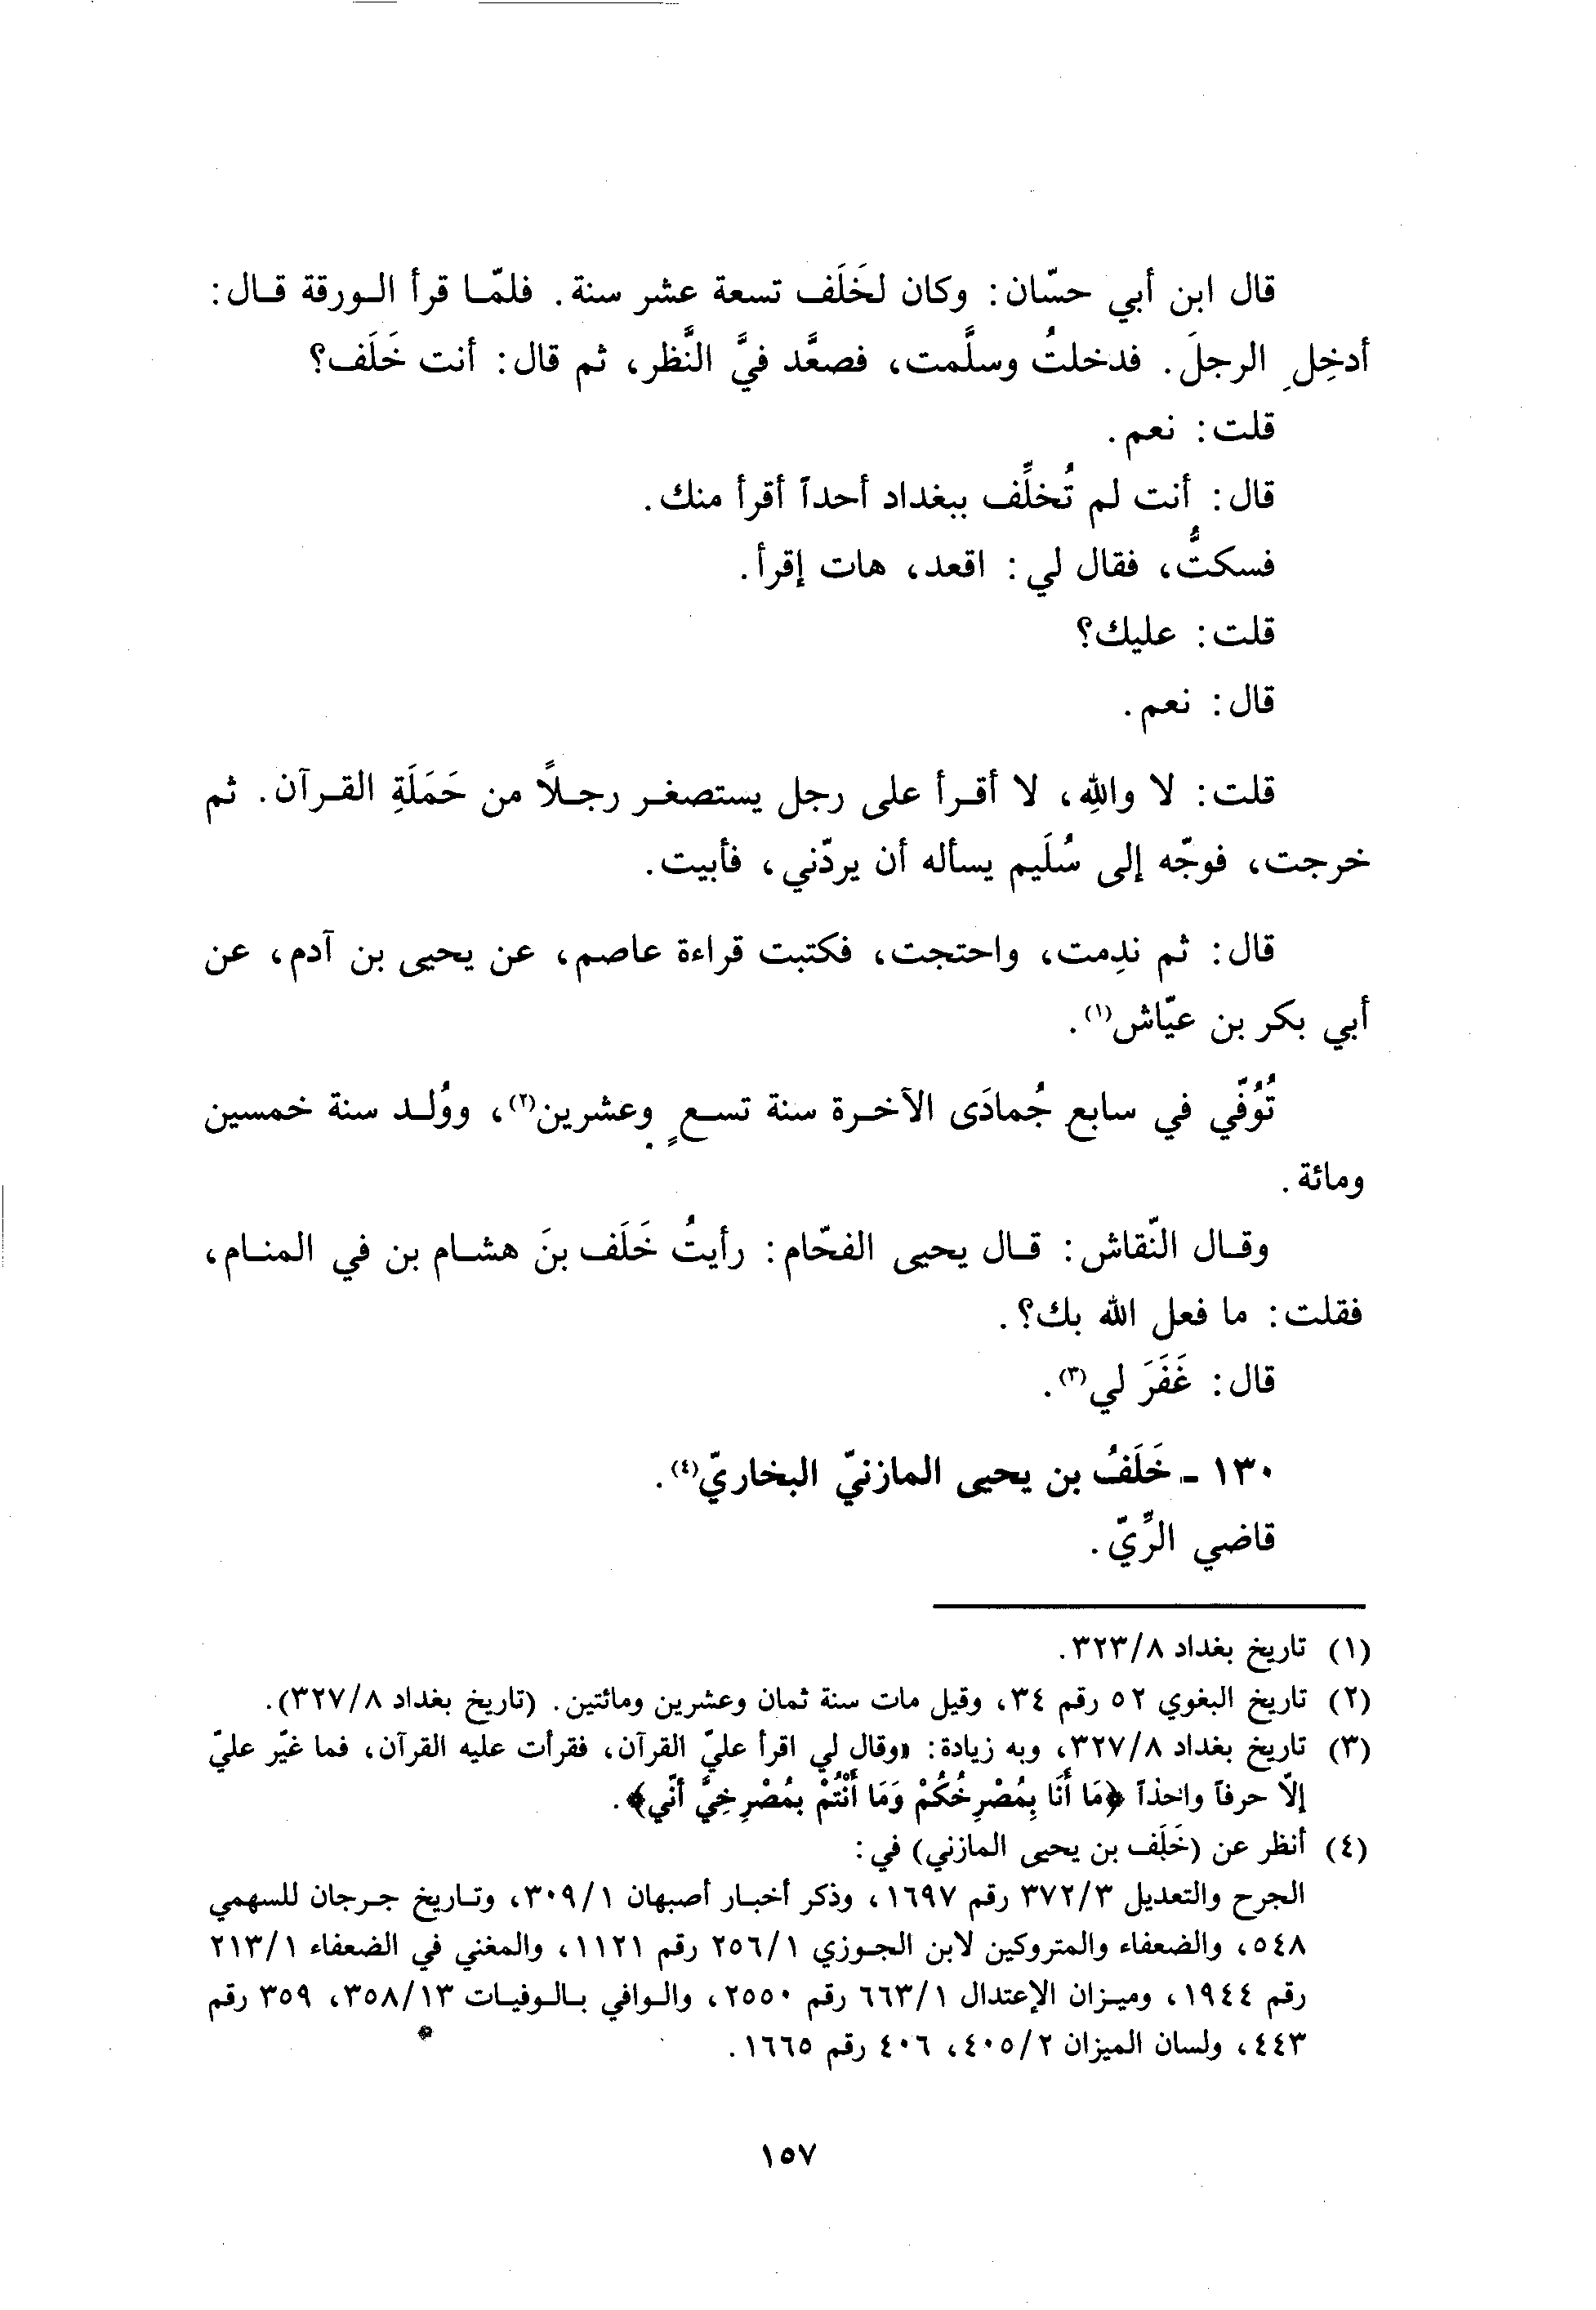 قال ابن أبي حسّان: وكان لخَلَف تسعة عشر سنة. فلمّا قرأ الورقة قال:
أدخِلِ الرجلَ. فدخلتُ وسلَّمت، فصعَّد فيَّ النَّظر، ثم قال: أنت خَلَف؟
قلت: نعم.
قال: أنت لم تُخلِّف ببغداد أحداً أقرأ منك.
فسكتُّ، فقال لي: اقعد، هات إقرأ.
قلت: عليك؟
قال: نعم.
قلت: لا واللهِ، لا أقرأ على رجل يستصغر رجلاً من حَمَلَةِ القرآن. ثم
خرجت، فوجّه إلى سُلَيم يسأله أن يردّني، فأبيت.
قال: ثم ندِمت، واحتجت، فكتبت قراءة عاصم، عن يحيى بن آدم، عن
أبي بكر بن عيّاش(١).
تُوُفّي في سابع جُمادَى الآخرة سنة تسعٍ وعشرين(٢)، ووُلد سنة خمسين
ومائة.
وقال النّقاش: قال يحيى الفحّام: رأيتُ خَلَف بنَ هشام بن في المنام،
فقلت: ما فعل الله بك؟.
قال: غَفَرَ لي(٣).
١٣٠ - خَلَفُ بن يحيى المازنيّ البخاريّ(٤).
قاضي الرِّيّ.
(١) تاريخ بغداد ٣٢٣/٨.
(٢) تاريخ البغوي ٥٢ رقم ٣٤، وقيل مات سنة ثمان وعشرين ومائتين. (تاريخ بغداد ٣٢٧/٨).
(٣) تاريخ بغداد ٣٢٧/٨، وبه زيادة: «وقال لي اقرأ عليّ القرآن، فقرأت عليه القرآن، فما غيّر عليّ
إلّا حرفاً واحداً ﴿مَا أَنَا بِمُصْرِخُكُمْ وَمَا أَنْتُمْ بمُصْرِخِيَّ أنّي﴾.
(٤) أنظر عن (خَلَف بن يحيى المازني) في:
الجرح والتعديل ٣٧٢/٣ رقم ١٦٩٧، وذكر أخبار أصبهان ٣٠٩/١، وتاريخ جرجان للسهمي
٥٤٨، والضعفاء والمتروكين لابن الجوزي ٢٥٦/١ رقم ١١٢١، والمغني في الضعفاء ٢١٣/١
رقم ١٩٤٤، وميزان الإعتدال ٦٦٣/١ رقم ٢٥٥٠، والوافي بالوفيات ٣٥٨/١٣، ٣٥٩ رقم
٤٤٣، ولسان الميزان ٤٠٥/٢، ٤٠٦ رقم ١٦٦٥.
١٥٧